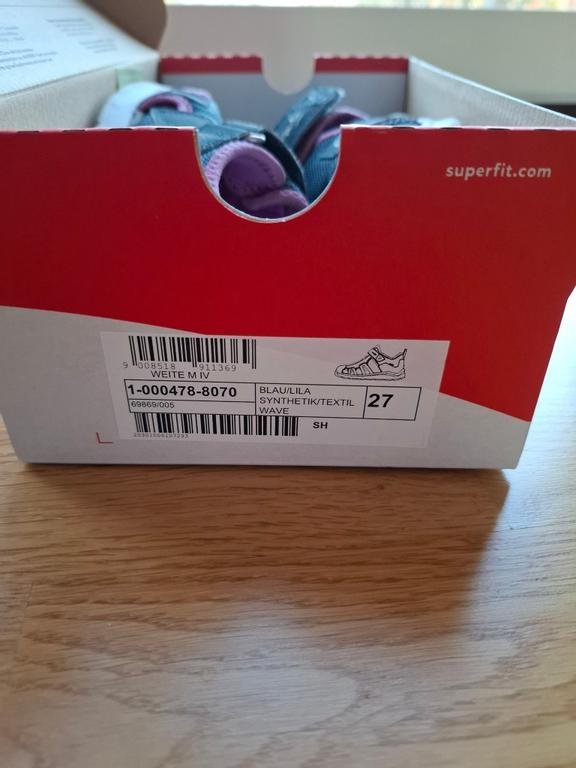 superfit.com
9 008518 911369
WEITE M IV
1-000478-8070
69869/005
BLAU/LILA
SYNTHETIK/TEXTIL
WAVE
27
SH